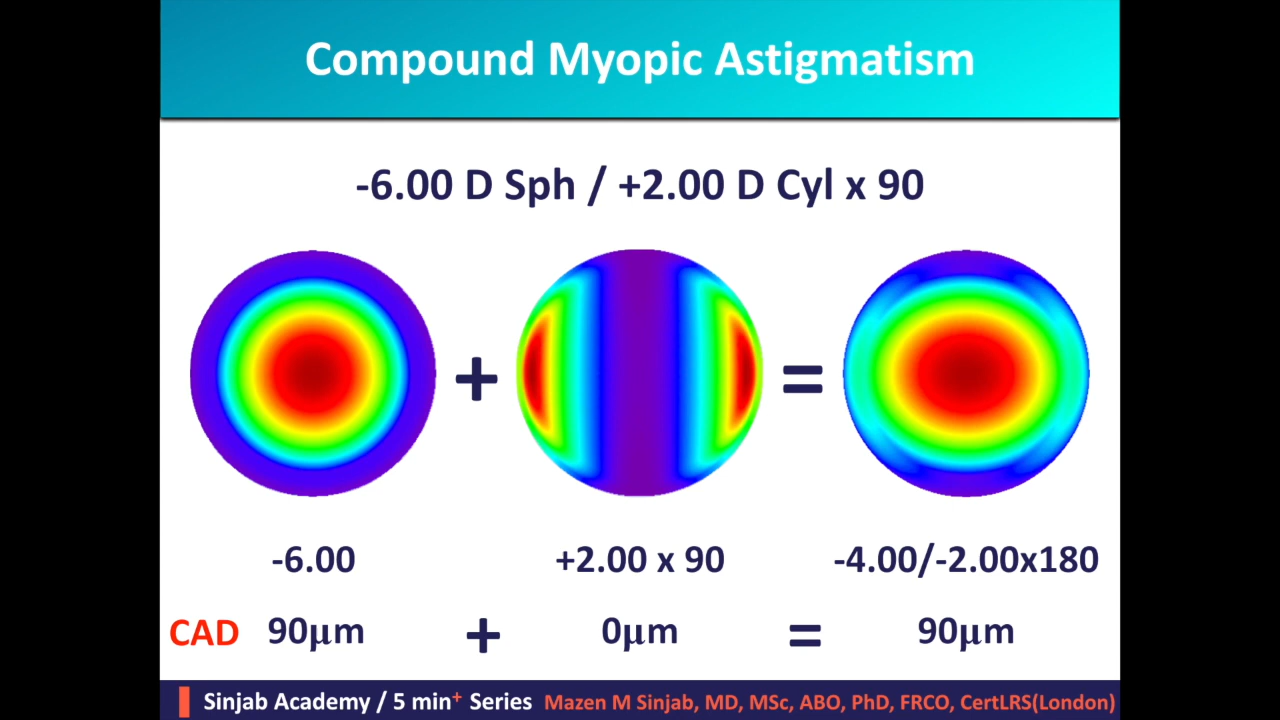 Compound Myopic Astigmatism
-6.00 D Sph / +2.00 D Cyl x 90
+ =
-6.00 +2.00 x 90 -4.00/-2.00x180
CAD 90µm + 0µm = 90µm
Sinjab Academy / 5 min+ Series Mazen M Sinjab, MD, MSc, ABO, PhD, FRCO, CertLRS(London)